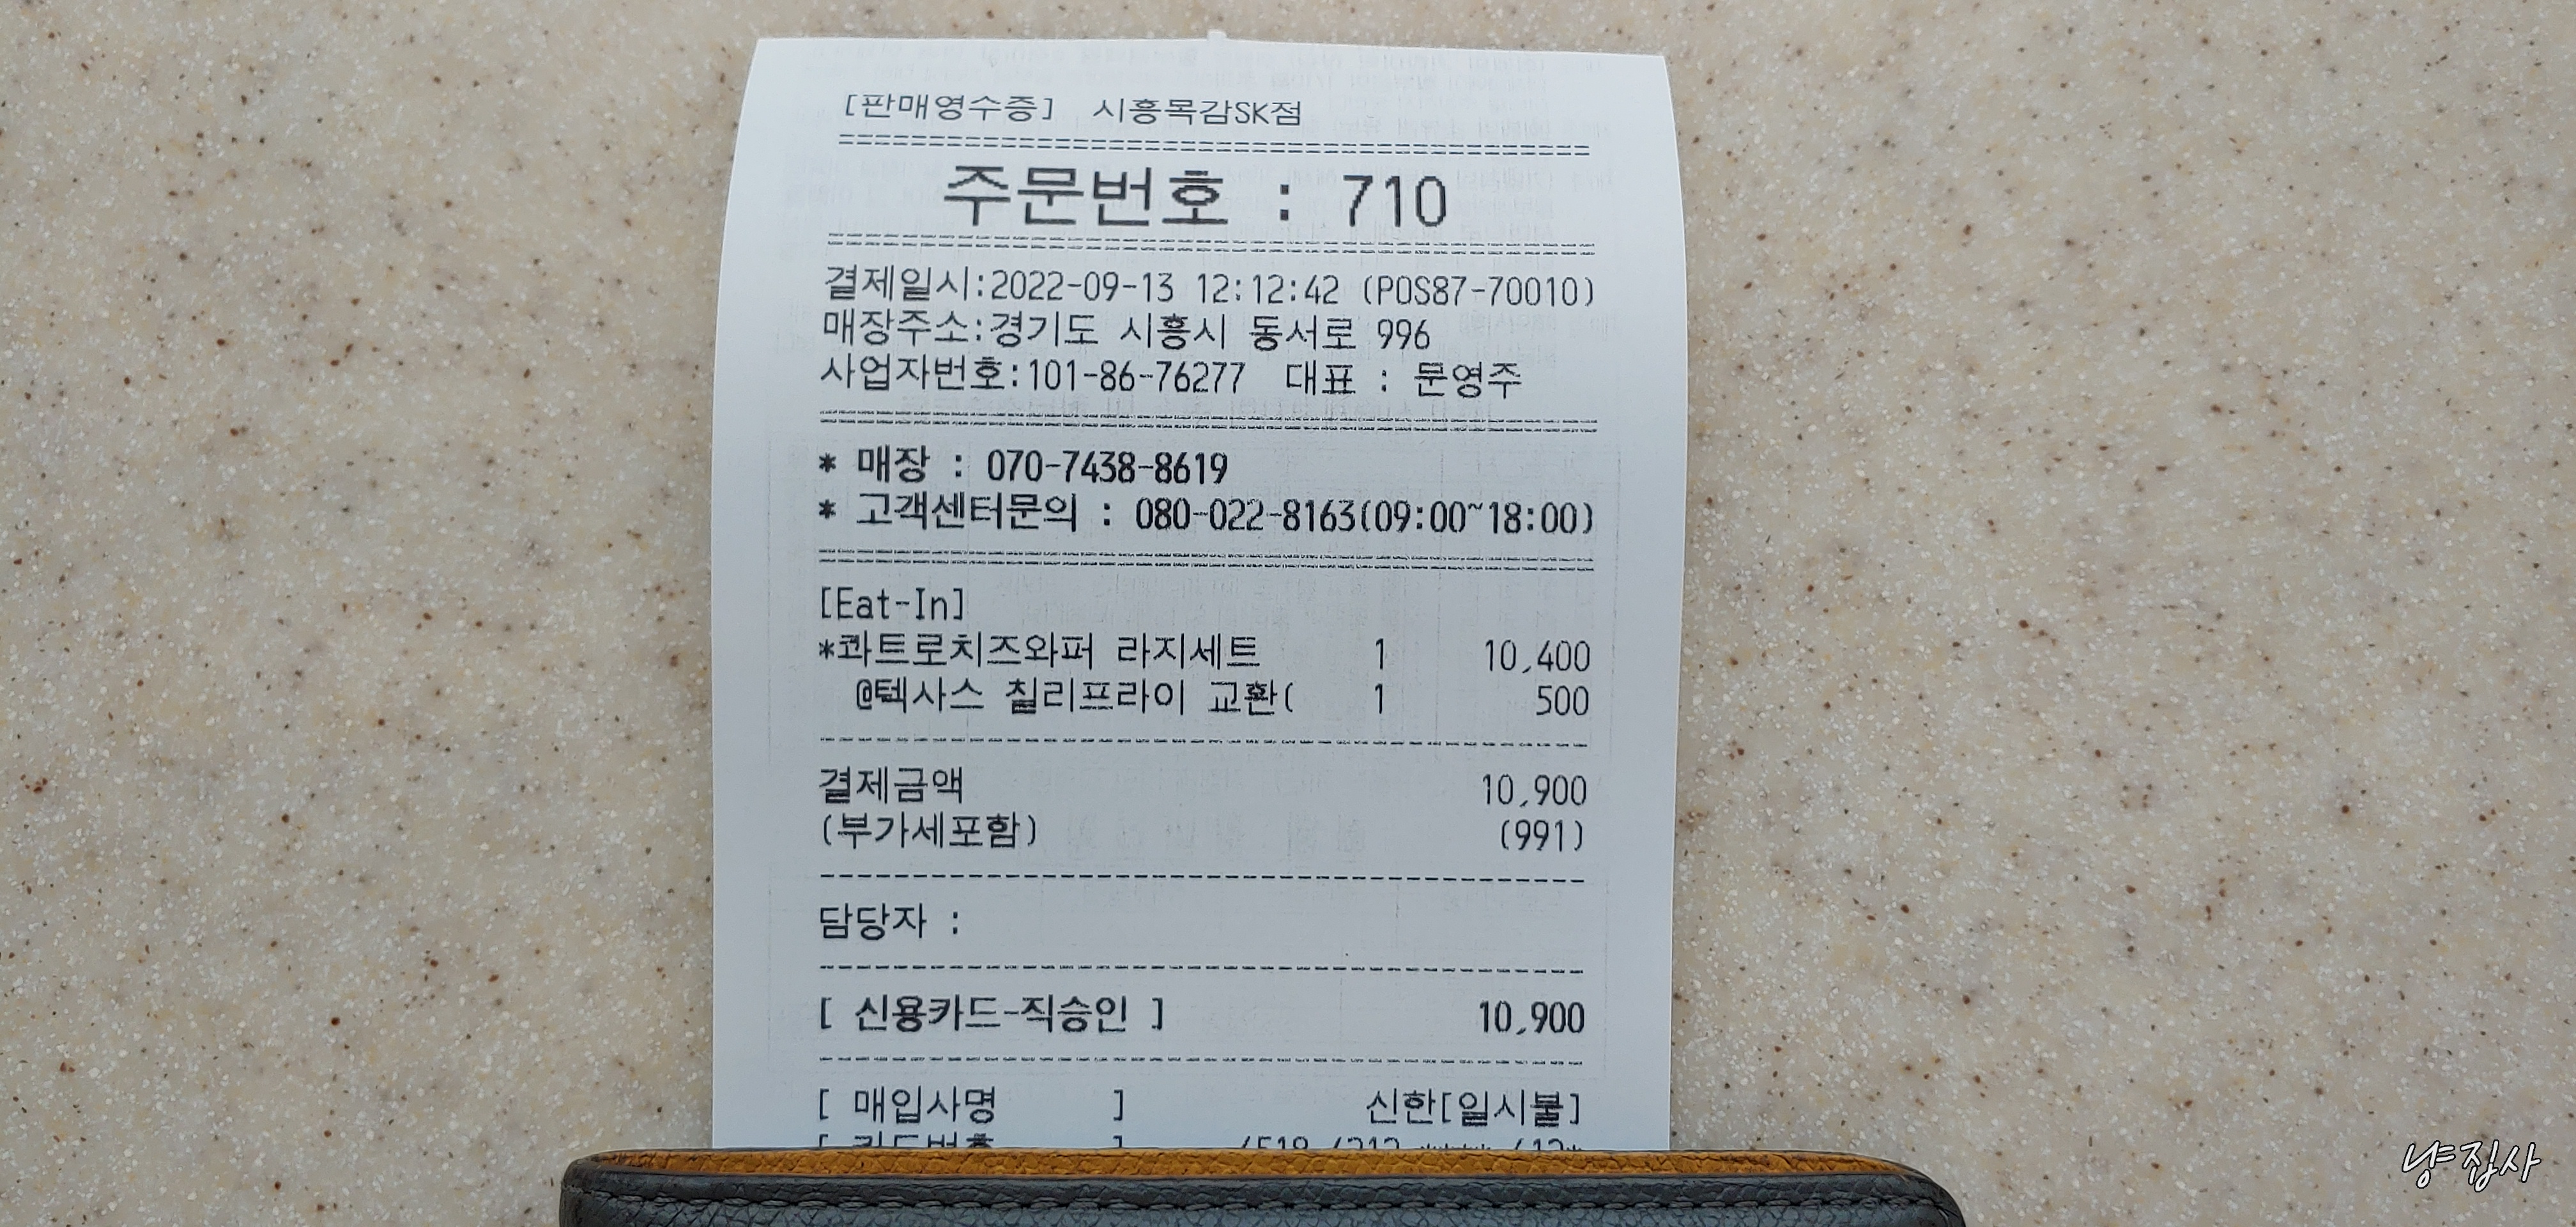 [판매영수증] 시흥목감SK점
========================================
주문번호 : 710
결제일시:2022-09-13 12:12:42 (POS87-70010)
매장주소:경기도 시흥시 동서로 996
사업자번호:101-86-76277 대표 : 문영주
* 매장 : 070-7438-8619
* 고객센터문의 : 080-022-8163(09:00~18:00)
[Eat-In]
*콰트로치즈와퍼 라지세트 1 10,400
@텍사스 칠리프라이 교환( 1 500
결제금액 10,900
(부가세포함) (991)
담당자 :
[ 신용카드-직승인 ] 10,900
[ 매입사명 ] 신한[일시불]
[ 카드번호 ]
냥집사